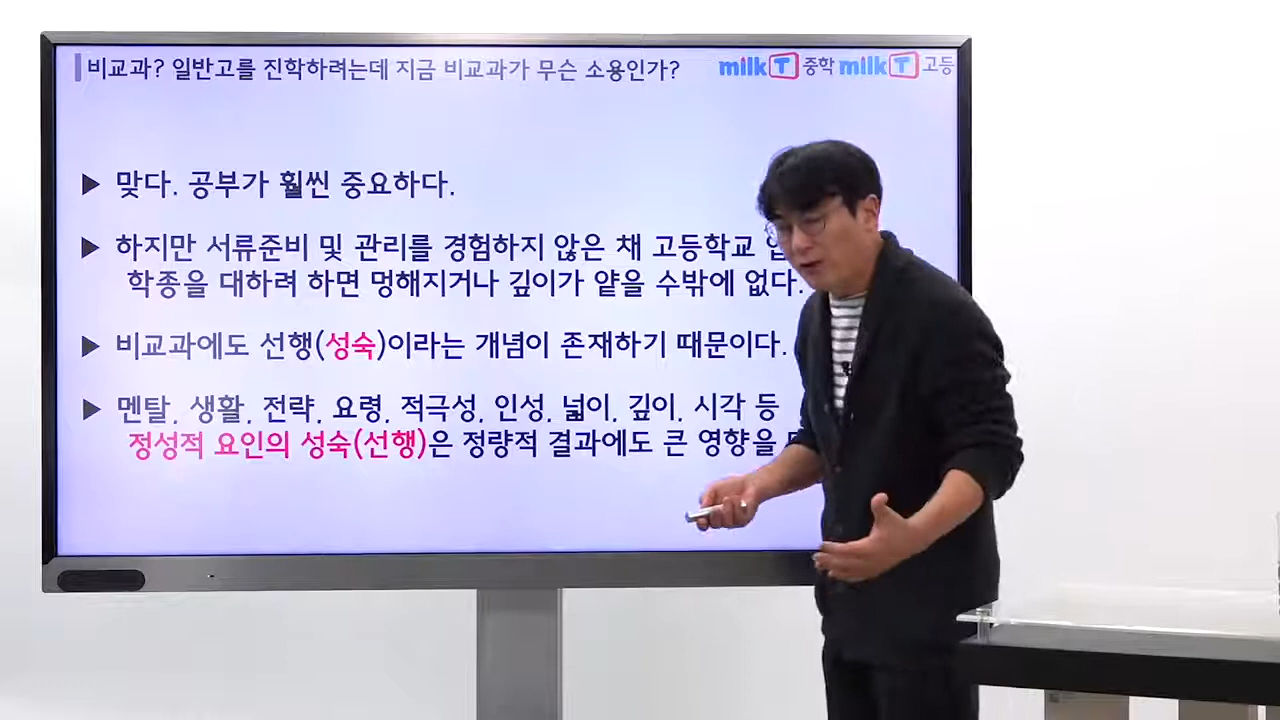 비교과? 일반고를 진학하려는데 지금 비교과가 무슨 소용인가?
milk T 중학 milk T 고등
▶ 맞다. 공부가 훨씬 중요하다.
▶ 하지만 서류준비 및 관리를 경험하지 않은 채 고등학교
학종을 대하려 하면 멍해지거나 깊이가 얕을 수밖에 없다.
▶ 비교과에도 선행(성숙)이라는 개념이 존재하기 때문이다.
▶ 멘탈, 생활, 전략, 요령, 적극성, 인성, 넓이, 깊이, 시각 등
정성적 요인의 성숙(선행)은 정량적 결과에도 큰 영향을